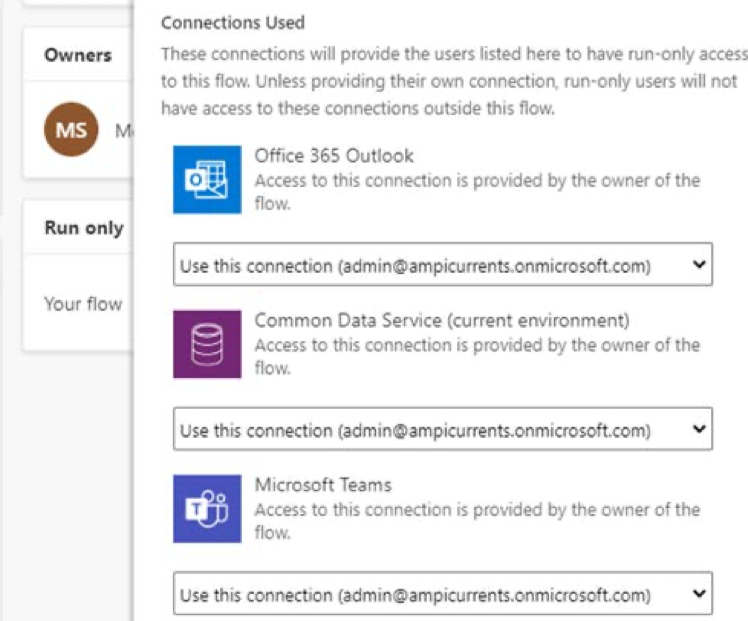 Connections Used
These connections will provide the users listed here to have run-only access
to this flow. Unless providing their own connection, run-only users will not
have access to these connections outside this flow.
Owners
MS
Office 365 Outlook
Access to this connection is provided by the owner of the
flow.
Use this connection (admin@ampicurrents.onmicrosoft.com)
Run only
Your flow
Common Data Service (current environment)
Access to this connection is provided by the owner of the
flow.
Use this connection (admin@ampicurrents.onmicrosoft.com)
Microsoft Teams
Access to this connection is provided by the owner of the
flow.
Use this connection (admin@ampicurrents.onmicrosoft.com)